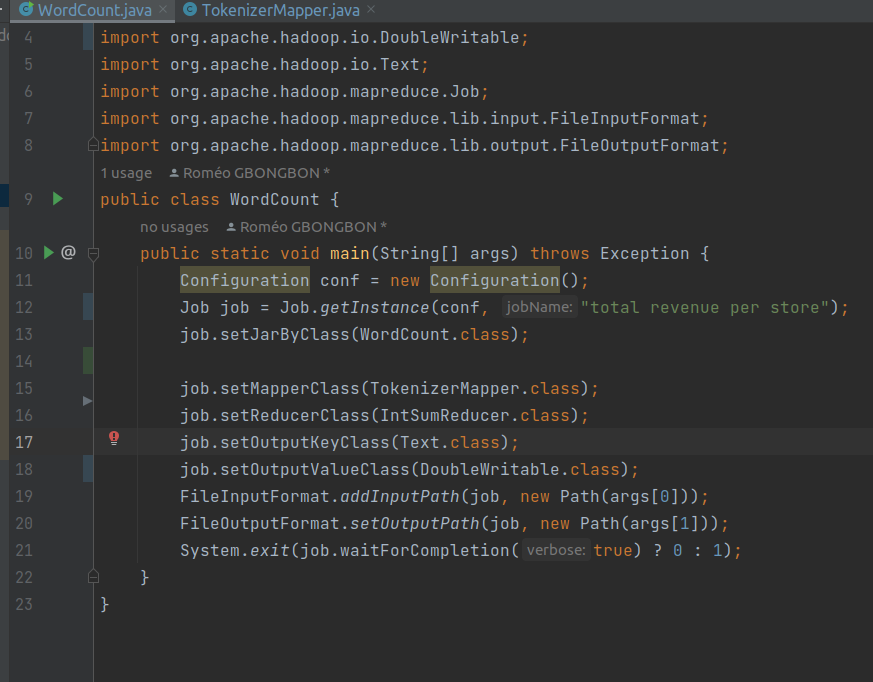 WordCount.java × TokenizerMapper.java ×
4 import org.apache.hadoop.io.DoubleWritable;
5 import org.apache.hadoop.io.Text;
6 import org.apache.hadoop.mapreduce.Job;
7 import org.apache.hadoop.mapreduce.lib.input.FileInputFormat;
8 import org.apache.hadoop.mapreduce.lib.output.FileOutputFormat;
1 usage Roméo GBONGBON *
9 public class WordCount {
no usages Roméo GBONGBON *
10 @ public static void main(String[] args) throws Exception {
11 Configuration conf = new Configuration();
12 Job job = Job.getInstance(conf, jobName: "total revenue per store");
13 job.setJarByClass(WordCount.class);
14
15 job.setMapperClass(TokenizerMapper.class);
16 job.setReducerClass(IntSumReducer.class);
17 job.setOutputKeyClass(Text.class);
18 job.setOutputValueClass(DoubleWritable.class);
19 FileInputFormat.addInputPath(job, new Path(args[0]));
20 FileOutputFormat.setOutputPath(job, new Path(args[1]));
21 System.exit(job.waitForCompletion( verbose: true) ? 0 : 1);
22 }
23 }